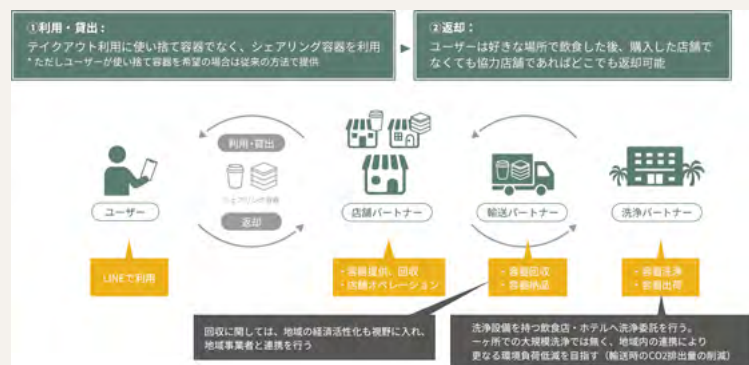 ①利用・貸出：
テイクアウト利用に使い捨て容器でなく、シェアリング容器を利用
* ただしユーザーが使い捨て容器を希望の場合は従来の方法で提供
②返却：
ユーザーは好きな場所で飲食した後、購入した店舗で
なくても協力店舗であればどこでも返却可能
利用・貸出
シェアリング容器
返却
ユーザー
店舗パートナー
輸送パートナー
洗浄パートナー
LINEで利用
・容器提供、回収
・店舗オペレーション
・容器回収
・容器納品
・容器洗浄
・容器出荷
回収に関しては、地域の経済活性化も視野に入れ、
地域事業者と連携を行う
洗浄設備を持つ飲食店・ホテルへ洗浄委託を行う。
一ヶ所での大規模洗浄では無く、地域内の連携により
更なる環境負荷低減を目指す（輸送時のCO2排出量の削減）